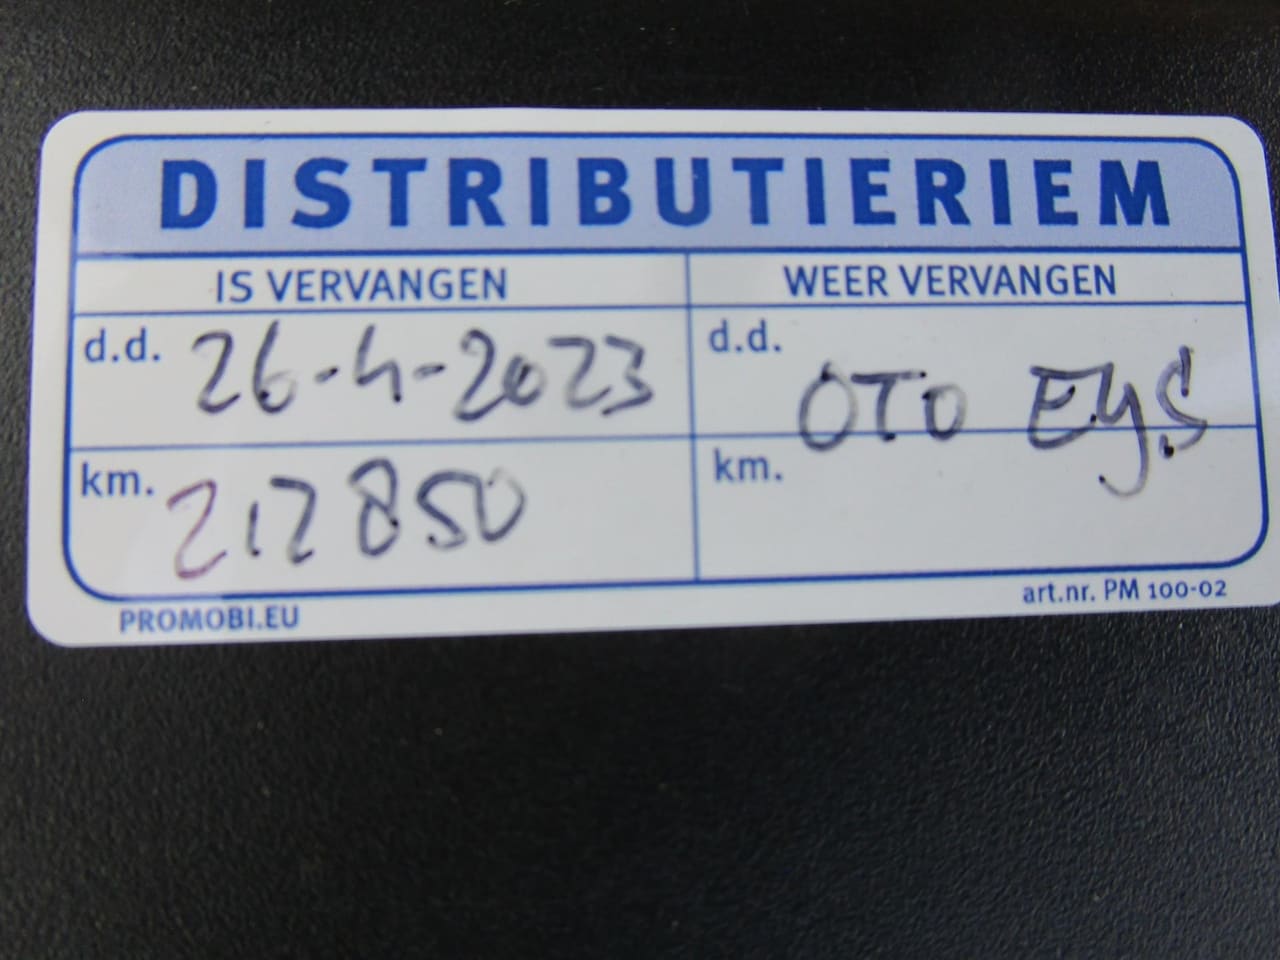 DISTRIBUTIERIEM
IS VERVANGEN
WEER VERVANGEN
d.d. 26-4-2023
d.d. OTO EYS
km. 212850
km.
PROMOBI.EU
art.nr. PM 100-02